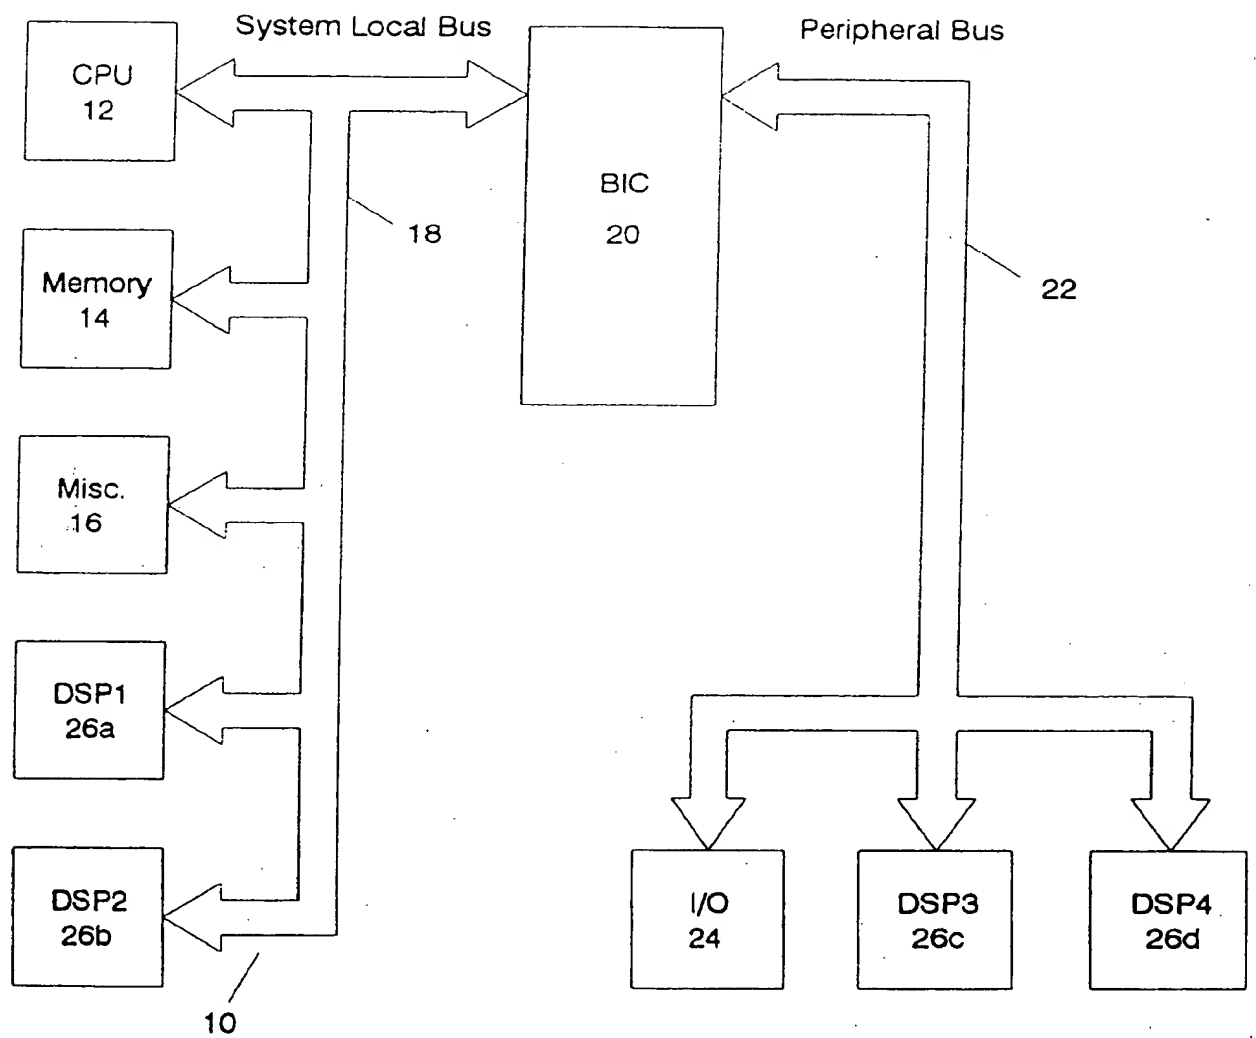 System Local Bus
Peripheral Bus
CPU
12
BIC
20
18
22
Memory
14
Misc.
16
DSP1
26a
DSP2
26b
I/O
24
DSP3
26c
DSP4
26d
10